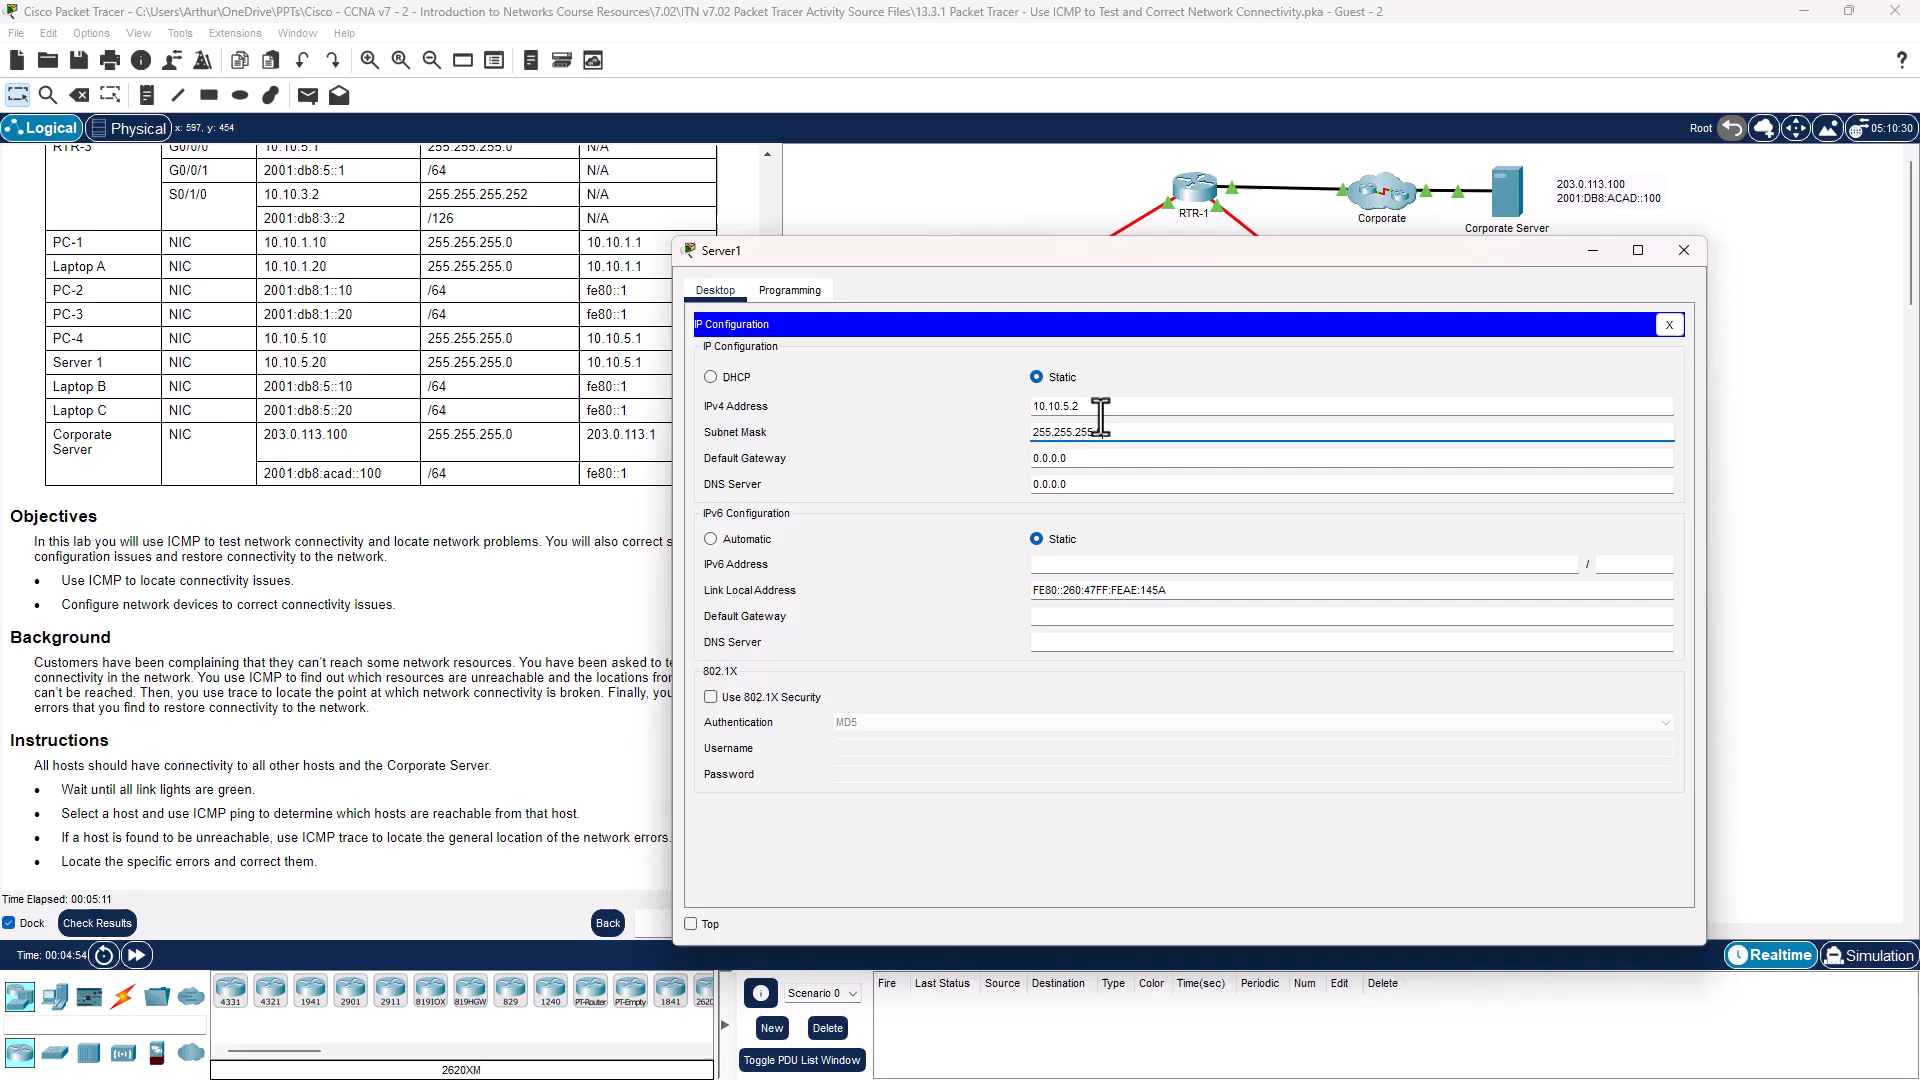 Cisco Packet Tracer - C:\Users\Arthur\OneDrive\PPTs\Cisco - CCNA v7 - 2 - Introduction to Networks Course Resources\7.02\ITN v7.02 Packet Tracer Activity Source Files\13.3.1 Packet Tracer - Use ICMP to Test and Correct Network Connectivity.pka - Guest - 2
File Edit Options View Tools Extensions Window Help
Logical Physical x: 597, y: 454 Root 05:10:30
RTR-3 G0/0/0 10.10.5.1 255.255.255.0 N/A
G0/0/1 2001:db8:5::1 /64 N/A
S0/1/0 10.10.3.2 255.255.255.252 N/A
2001:db8:3::2 /126 N/A
PC-1 NIC 10.10.1.10 255.255.255.0 10.10.1.1
Laptop A NIC 10.10.1.20 255.255.255.0 10.10.1.1
PC-2 NIC 2001:db8:1::10 /64 fe80::1
PC-3 NIC 2001:db8:1::20 /64 fe80::1
PC-4 NIC 10.10.5.10 255.255.255.0 10.10.5.1
Server 1 NIC 10.10.5.20 255.255.255.0 10.10.5.1
Laptop B NIC 2001:db8:5::10 /64 fe80::1
Laptop C NIC 2001:db8:5::20 /64 fe80::1
Corporate Server NIC 203.0.113.100 255.255.255.0 203.0.113.1
2001:db8:acad::100 /64 fe80::1
Objectives
In this lab you will use ICMP to test network connectivity and locate network problems. You will also correct s
configuration issues and restore connectivity to the network.
• Use ICMP to locate connectivity issues.
• Configure network devices to correct connectivity issues.
Background
Customers have been complaining that they can't reach some network resources. You have been asked to te
connectivity in the network. You use ICMP to find out which resources are unreachable and the locations fror
can't be reached. Then, you use trace to locate the point at which network connectivity is broken. Finally, you
errors that you find to restore connectivity to the network.
Instructions
All hosts should have connectivity to all other hosts and the Corporate Server.
• Wait until all link lights are green.
• Select a host and use ICMP ping to determine which hosts are reachable from that host.
• If a host is found to be unreachable, use ICMP trace to locate the general location of the network errors.
• Locate the specific errors and correct them.
Time Elapsed: 00:05:11
Dock Check Results Back
RTR-1
Corporate
Corporate Server
203.0.113.100
2001:DB8:ACAD::100
Server1
Desktop Programming
IP Configuration X
IP Configuration
DHCP Static
IPv4 Address 10.10.5.2
Subnet Mask 255.255.255
Default Gateway 0.0.0.0
DNS Server 0.0.0.0
IPv6 Configuration
Automatic Static
IPv6 Address /
Link Local Address FE80::260:47FF:FEAE:145A
Default Gateway
DNS Server
802.1X
Use 802.1X Security
Authentication MD5
Username
Password
Top
Time: 00:04:54 Realtime Simulation
4331 4321 1941 2901 2911 819IOX 819HGW 829 1240 PT-Router PT-Empty 1841 2620
2620XM
Scenario 0
New Delete
Toggle PDU List Window
Fire Last Status Source Destination Type Color Time(sec) Periodic Num Edit Delete